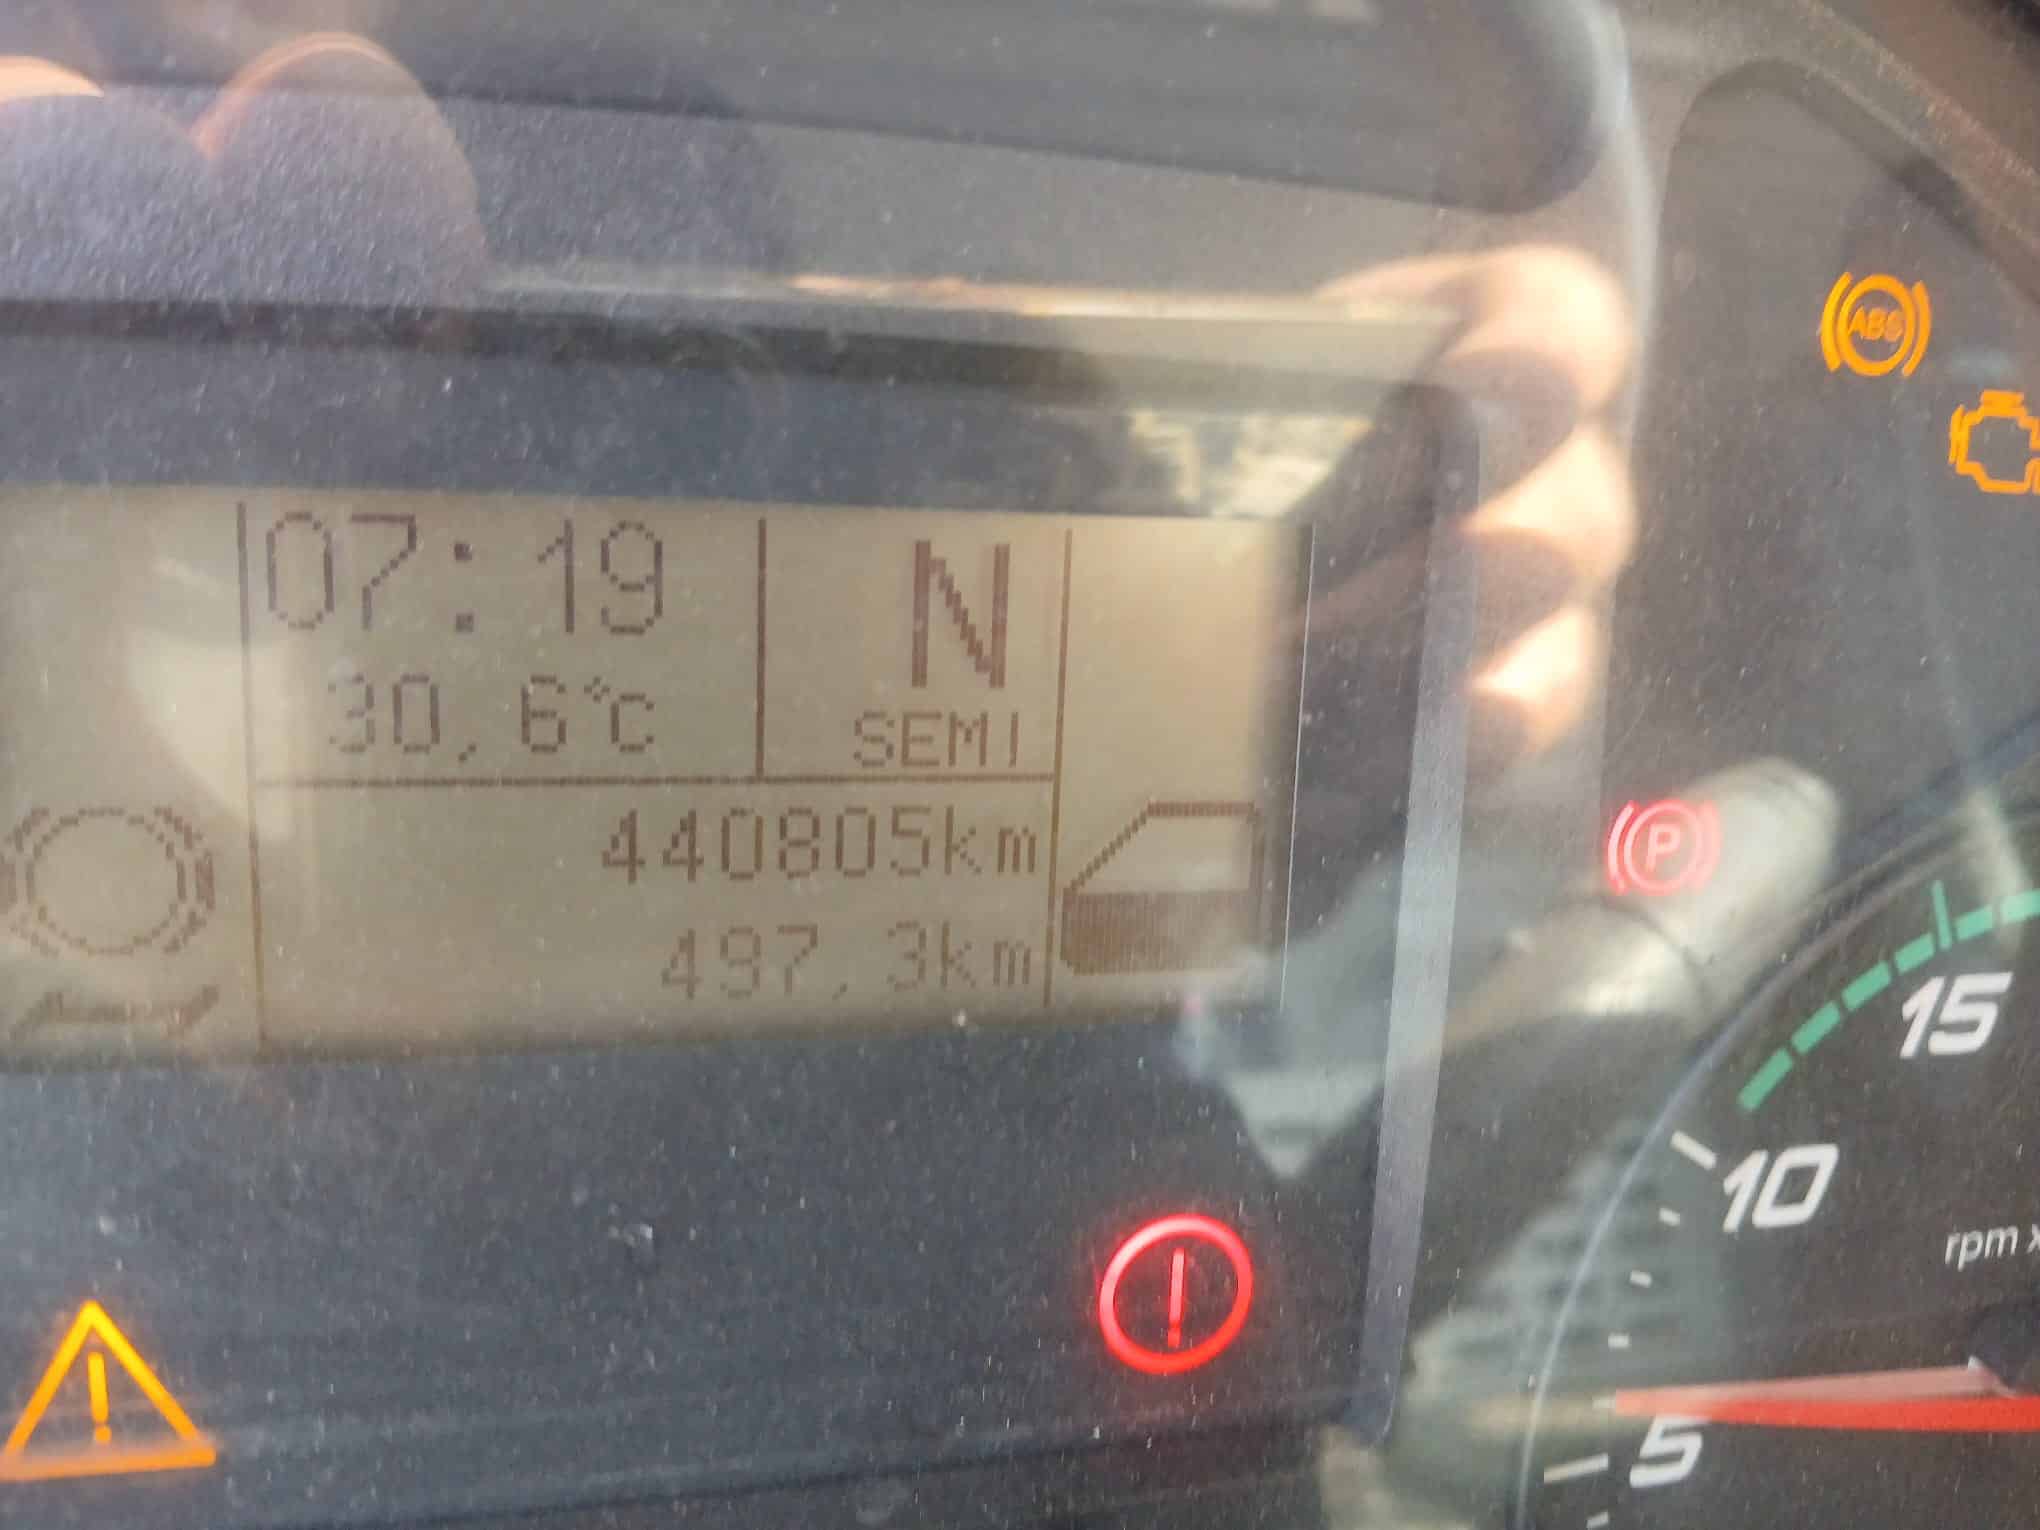 07:19
N
30,6°C
SEMI
440805km
497,3km
ABS
P
15
10
rpm x
5